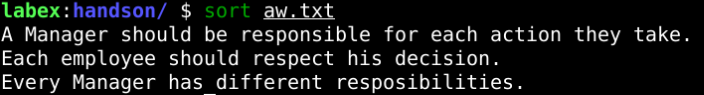 labex:handson/ $ sort aw.txt
A Manager should be responsible for each action they take.
Each employee should respect his decision.
Every Manager has different resposibilities.